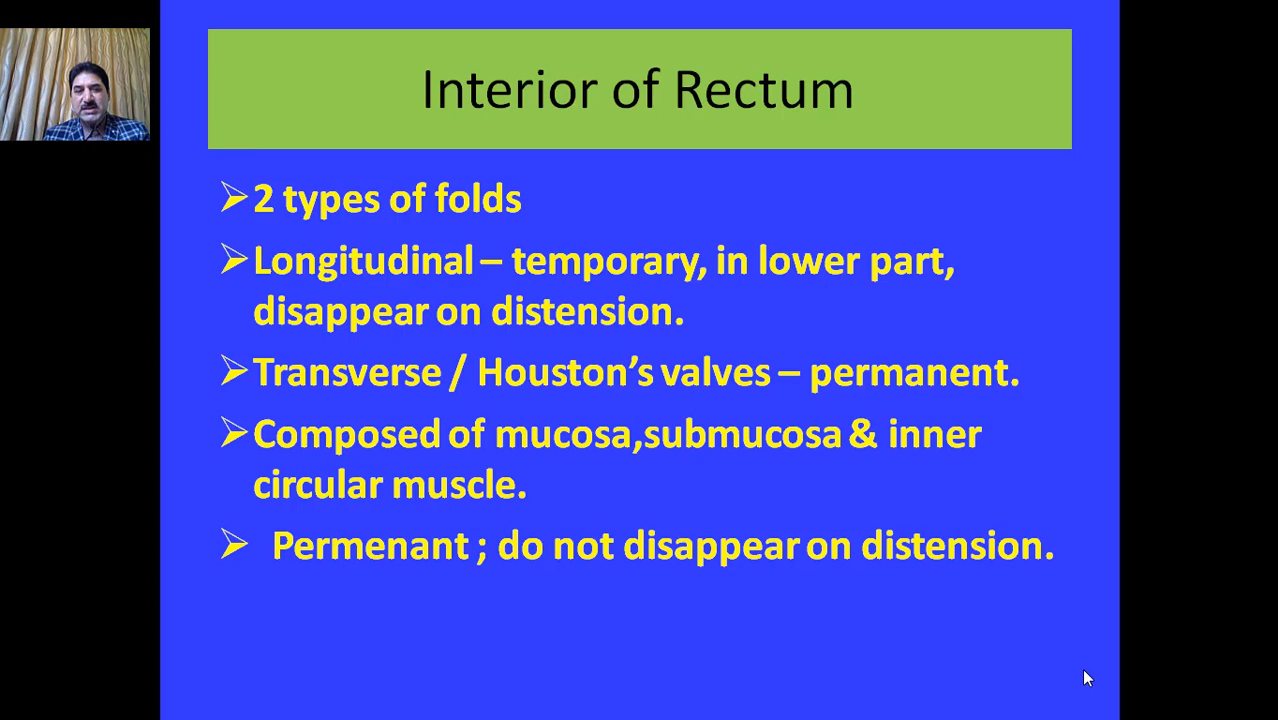 Interior of Rectum
2 types of folds
Longitudinal – temporary, in lower part,
disappear on distension.
Transverse / Houston’s valves – permanent.
Composed of mucosa,submucosa & inner
circular muscle.
Permenant ; do not disappear on distension.